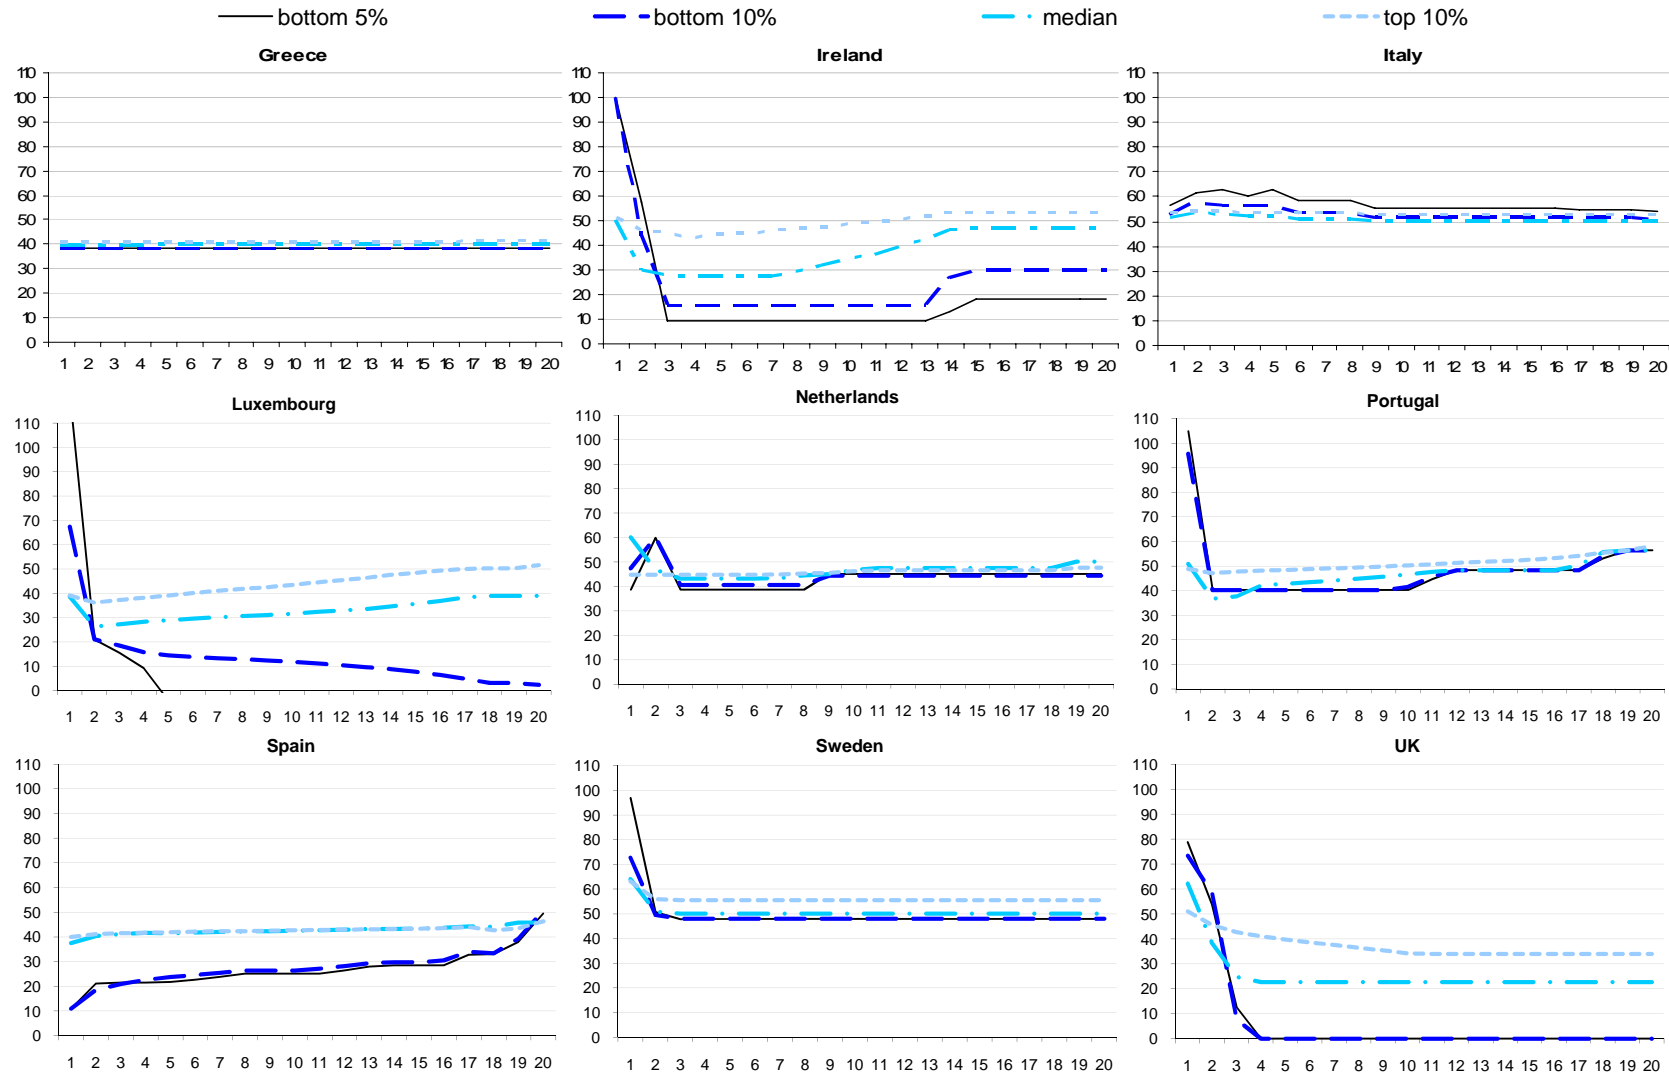 bottom 5% bottom 10% median top 10%
Greece Ireland Italy
110 110 110
100 100 100
90 90 90
80 80 80
70 70 70
60 60 60
50 50 50
40 40 40
30 30 30
20 20 20
10 10 10
0 0 0
1 2 3 4 5 6 7 8 9 10 11 12 13 14 15 16 17 18 19 20 1 2 3 4 5 6 7 8 9 10 11 12 13 14 15 16 17 18 19 20 1 2 3 4 5 6 7 8 9 10 11 12 13 14 15 16 17 18 19 20
Luxembourg Netherlands Portugal
110 110 110
100 100 100
90 90 90
80 80 80
70 70 70
60 60 60
50 50 50
40 40 40
30 30 30
20 20 20
10 10 10
0 0 0
1 2 3 4 5 6 7 8 9 10 11 12 13 14 15 16 17 18 19 20 1 2 3 4 5 6 7 8 9 10 11 12 13 14 15 16 17 18 19 20 1 2 3 4 5 6 7 8 9 10 11 12 13 14 15 16 17 18 19 20
Spain Sweden UK
110 110 110
100 100 100
90 90 90
80 80 80
70 70 70
60 60 60
50 50 50
40 40 40
30 30 30
20 20 20
10 10 10
0 0 0
1 2 3 4 5 6 7 8 9 10 11 12 13 14 15 16 17 18 19 20 1 2 3 4 5 6 7 8 9 10 11 12 13 14 15 16 17 18 19 20 1 2 3 4 5 6 7 8 9 10 11 12 13 14 15 16 17 18 19 20